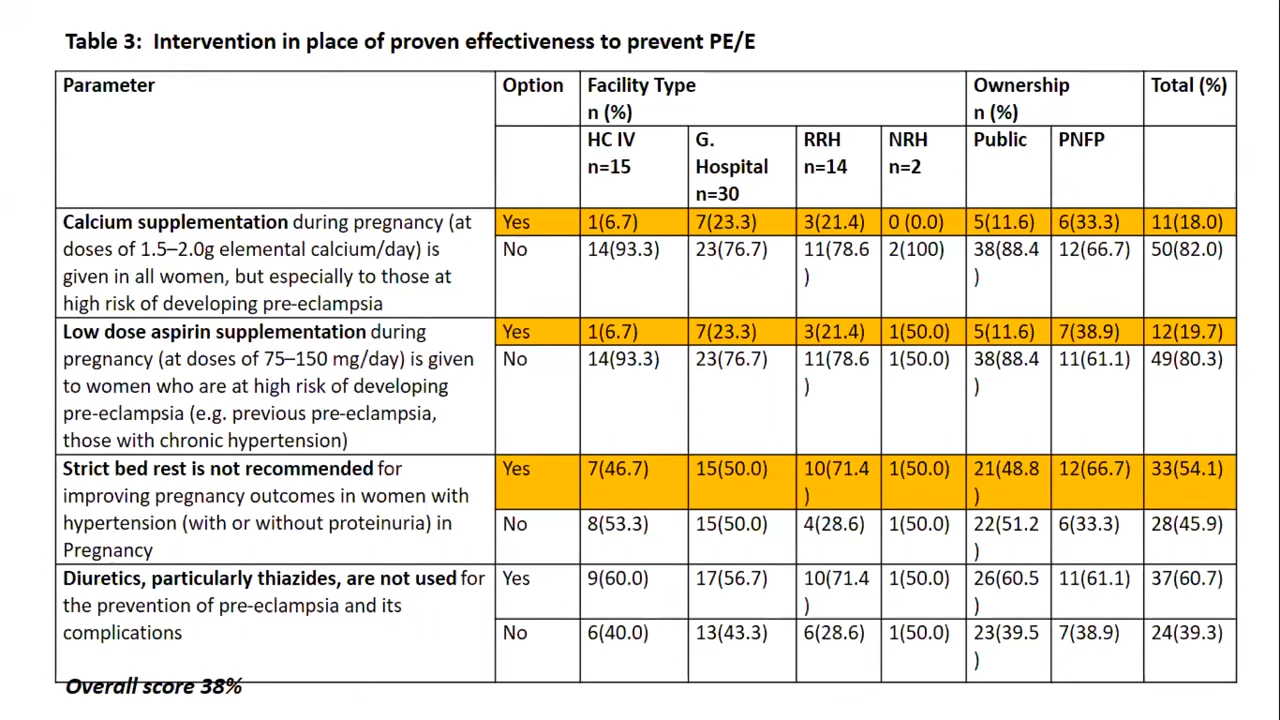 Table 3: Intervention in place of proven effectiveness to prevent PE/E
Parameter Option Facility Type Ownership Total (%)
n (%) n (%)
HC IV G. RRH NRH Public PNFP
n=15 Hospital n=14 n=2
n=30
Calcium supplementation during pregnancy (at Yes 1(6.7) 7(23.3) 3(21.4) 0 (0.0) 5(11.6) 6(33.3) 11(18.0)
doses of 1.5–2.0g elemental calcium/day) is No 14(93.3) 23(76.7) 11(78.6 2(100) 38(88.4 12(66.7) 50(82.0)
given in all women, but especially to those at ) )
high risk of developing pre-eclampsia
Low dose aspirin supplementation during Yes 1(6.7) 7(23.3) 3(21.4) 1(50.0) 5(11.6) 7(38.9) 12(19.7)
pregnancy (at doses of 75–150 mg/day) is given No 14(93.3) 23(76.7) 11(78.6 1(50.0) 38(88.4 11(61.1) 49(80.3)
to women who are at high risk of developing ) )
pre-eclampsia (e.g. previous pre-eclampsia,
those with chronic hypertension)
Strict bed rest is not recommended for Yes 7(46.7) 15(50.0) 10(71.4 1(50.0) 21(48.8 12(66.7) 33(54.1)
improving pregnancy outcomes in women with ) )
hypertension (with or without proteinuria) in No 8(53.3) 15(50.0) 4(28.6) 1(50.0) 22(51.2 6(33.3) 28(45.9)
Pregnancy )
Diuretics, particularly thiazides, are not used for Yes 9(60.0) 17(56.7) 10(71.4 1(50.0) 26(60.5 11(61.1) 37(60.7)
the prevention of pre-eclampsia and its ) )
complications No 6(40.0) 13(43.3) 6(28.6) 1(50.0) 23(39.5 7(38.9) 24(39.3)
)
Overall score 38%